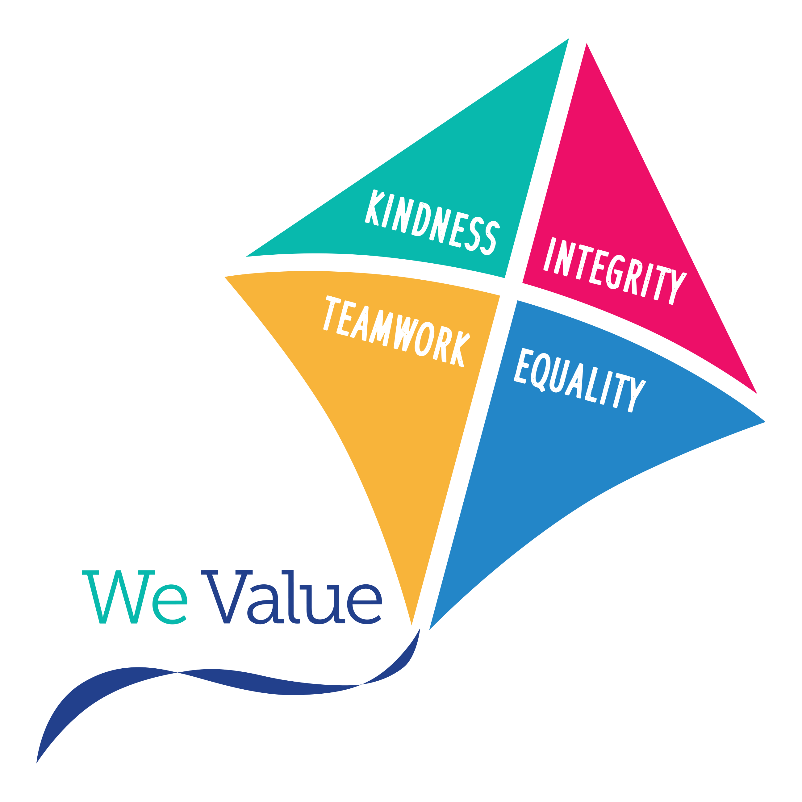 KINDNESS
INTEGRITY
TEAMWORK
EQUALITY
We Value